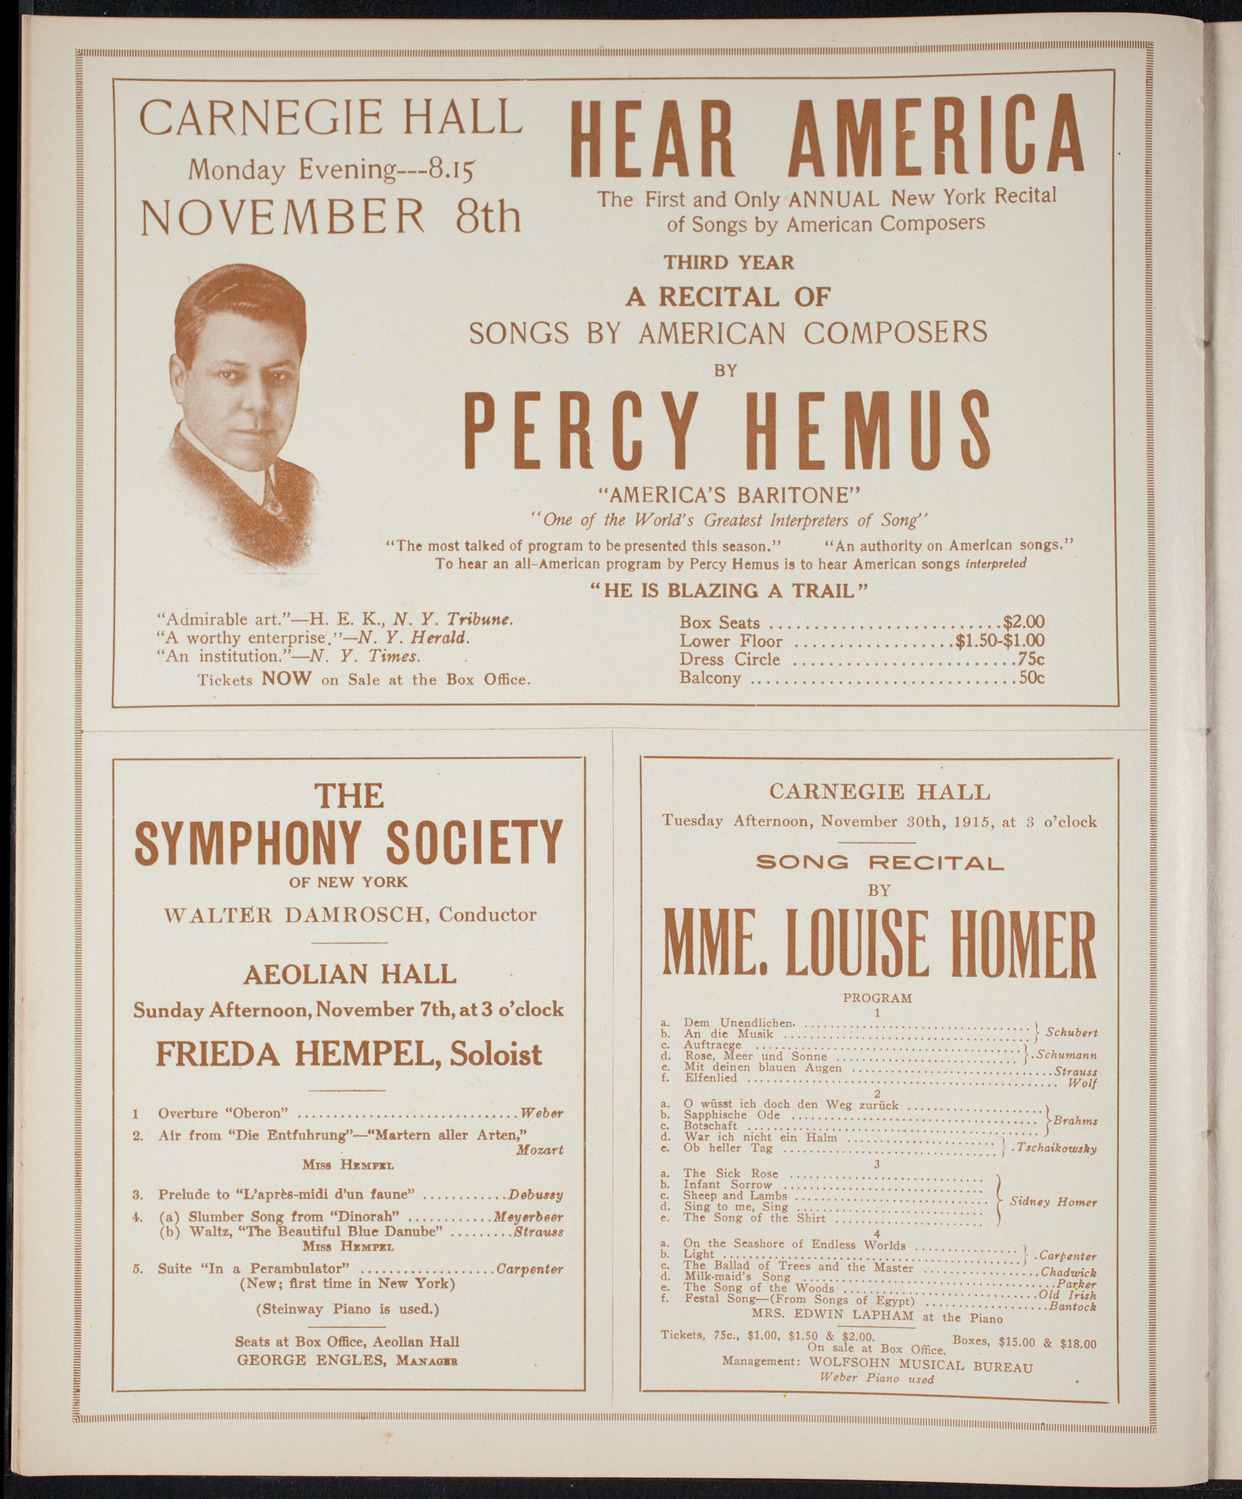 CARNEGIE HALL
Monday Evening---8.15
NOVEMBER 8th
HEAR AMERICA
The First and Only ANNUAL New York Recital
of Songs by American Composers
THIRD YEAR
A RECITAL OF
SONGS BY AMERICAN COMPOSERS
BY
PERCY HEMUS
"AMERICA'S BARITONE"
"One of the World's Greatest Interpreters of Song"
"The most talked of program to be presented this season." "An authority on American songs."
To hear an all-American program by Percy Hemus is to hear American songs interpreted
"HE IS BLAZING A TRAIL"
"Admirable art."—H. E. K., N. Y. Tribune.
"A worthy enterprise."—N. Y. Herald.
"An institution."—N. Y. Times.
Tickets NOW on Sale at the Box Office.
Box Seats ..........................$2.00
Lower Floor ..................$1.50-$1.00
Dress Circle .........................75c
Balcony ..............................50c
THE
SYMPHONY SOCIETY
OF NEW YORK
WALTER DAMROSCH, Conductor
AEOLIAN HALL
Sunday Afternoon, November 7th, at 3 o'clock
FRIEDA HEMPEL, Soloist
1 Overture "Oberon" ............................Weber
2. Air from "Die Entfuhrung"—"Martern aller Arten,"
Mozart
MISS HEMPEL
3. Prelude to "L'après-midi d'un faune" ............Debussy
4. (a) Slumber Song from "Dinorah" ...........Meyerbeer
(b) Waltz, "The Beautiful Blue Danube" .........Strauss
MISS HEMPEL
5. Suite "In a Perambulator" ..................Carpenter
(New; first time in New York)
(Steinway Piano is used.)
Seats at Box Office, Aeolian Hall
GEORGE ENGLES, MANAGER
CARNEGIE HALL
Tuesday Afternoon, November 30th, 1915, at 3 o'clock
SONG RECITAL
BY
MME. LOUISE HOMER
PROGRAM
1
a. Dem Unendlichen. ..............................
b. An die Musik .............................. } Schubert
c. Auftraege ..............................
d. Rose, Meer und Sonne .............................. }.Schumann
e. Mit deinen blauen Augen ..............................Strauss
f. Elfenlied .............................. Wolf
2
a. O wüsst ich doch den Weg zurück ....................
b. Sapphische Ode ..............................
c. Botschaft .............................. }Brahms
d. War ich nicht ein Halm ....................
e. Ob heller Tag .............................. } .Tschaikowsky
3
a. The Sick Rose ..............................
b. Infant Sorrow ..............................
c. Sheep and Lambs .............................. } Sidney Homer
d. Sing to me, Sing ..............................
e. The Song of the Shirt ....................
4
a. On the Seashore of Endless Worlds ..............
b. Light .............................. } .Carpenter
c. The Ballad of Trees and the Master ...............Chadwick
d. Milk-maid's Song ..............................Parker
e. The Song of the Woods ..............................Old Irish
f. Festal Song—(From Songs of Egypt) .................Bantock
MRS. EDWIN LAPHAM at the Piano
Tickets, 75c., $1.00, $1.50 & $2.00. Boxes, $15.00 & $18.00
On sale at Box Office.
Management: WOLFSOHN MUSICAL BUREAU
Weber Piano used